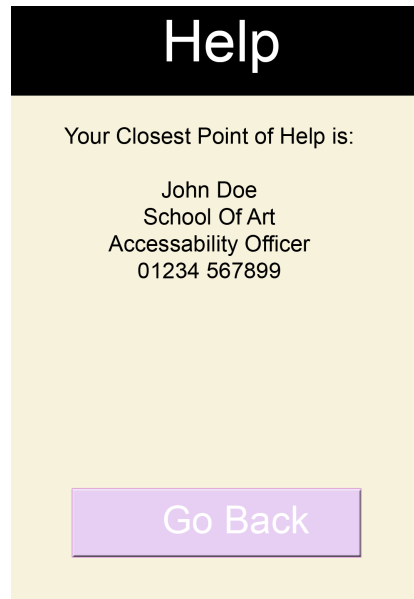 Help
Your Closest Point of Help is:
John Doe
School Of Art
Accessability Officer
01234 567899
Go Back